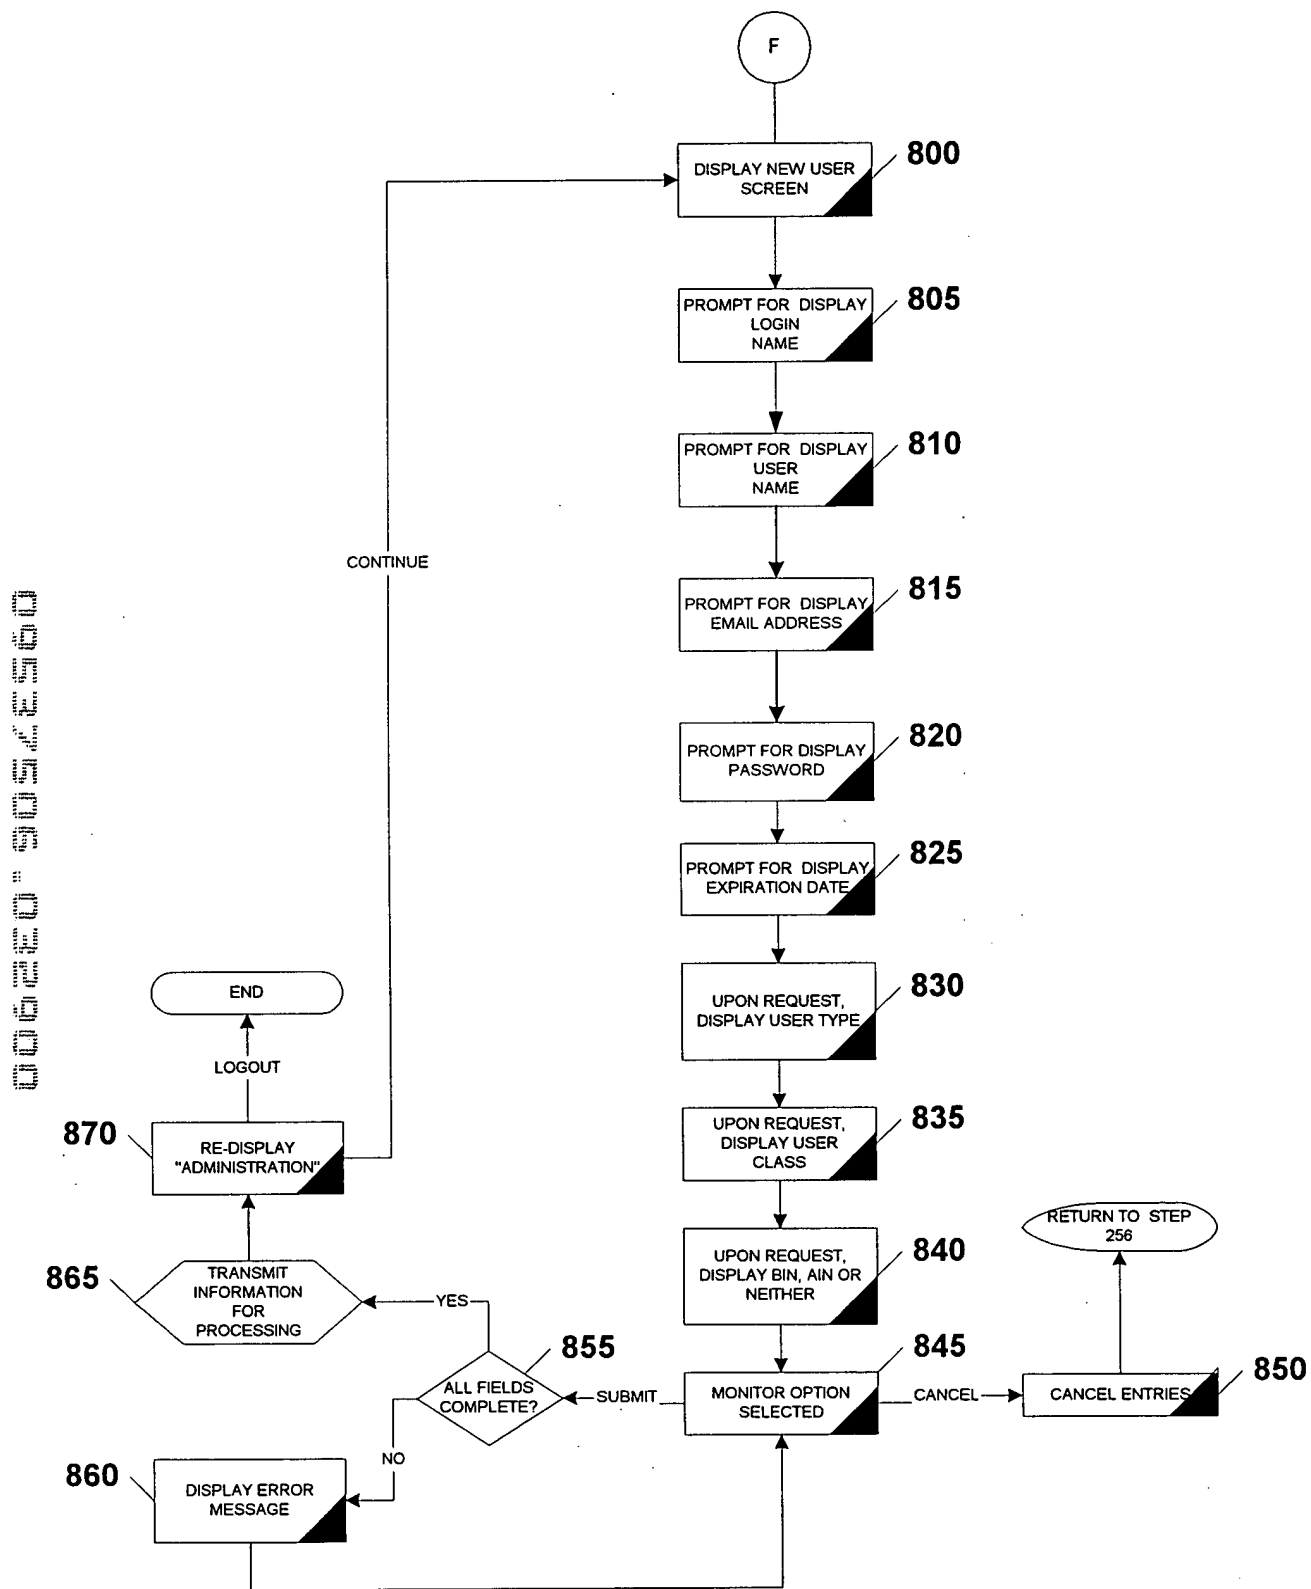 F
DISPLAY NEW USER
SCREEN
800
PROMPT FOR DISPLAY
LOGIN
NAME
805
PROMPT FOR DISPLAY
USER
NAME
810
CONTINUE
PROMPT FOR DISPLAY
EMAIL ADDRESS
815
PROMPT FOR DISPLAY
PASSWORD
820
PROMPT FOR DISPLAY
EXPIRATION DATE
825
UPON REQUEST,
DISPLAY USER TYPE
830
UPON REQUEST,
DISPLAY USER
CLASS
835
UPON REQUEST,
DISPLAY BIN, AIN OR
NEITHER
840
MONITOR OPTION
SELECTED
845
CANCEL
CANCEL ENTRIES
850
RETURN TO STEP
256
SUBMIT
ALL FIELDS
COMPLETE?
855
YES
NO
DISPLAY ERROR
MESSAGE
860
TRANSMIT
INFORMATION
FOR
PROCESSING
865
RE-DISPLAY
"ADMINISTRATION"
870
LOGOUT
END
09537506.032900